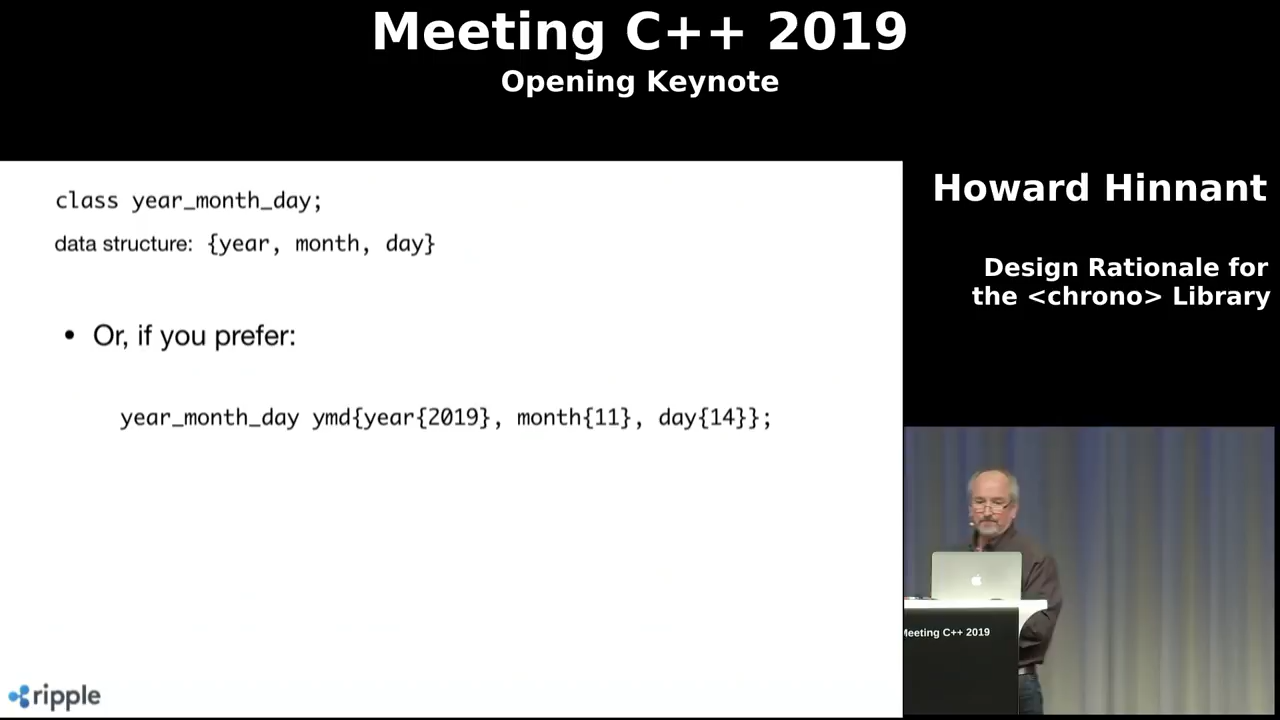 Meeting C++ 2019
Opening Keynote
class year_month_day;
data structure: {year, month, day}
• Or, if you prefer:
year_month_day ymd{year{2019}, month{11}, day{14}};
ripple
Howard Hinnant
Design Rationale for
the <chrono> Library
Meeting C++ 2019